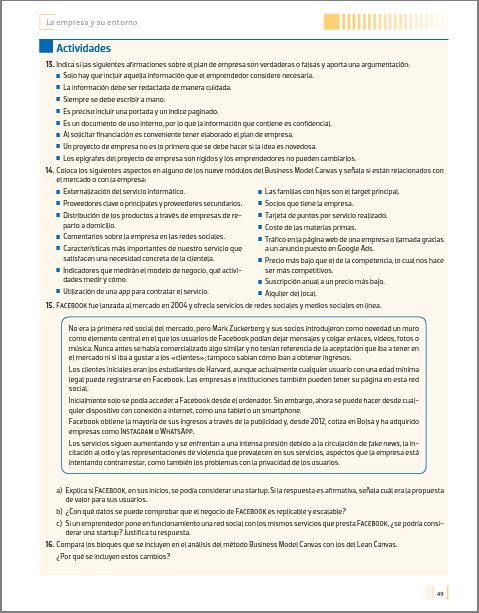 La empresa y su entorno
Actividades
13. Indica si las siguientes afirmaciones sobre el plan de empresa son verdaderas o falsas y aporta una argumentación:
Solo hay que incluir aquella información que el emprendedor considere necesaria.
La información debe ser redactada de manera cuidada.
Siempre se debe escribir a mano.
Es preciso incluir una portada y un índice paginado.
Es un documento de uso interno, por lo que la información que contiene es confidencial.
Al solicitar financiación es conveniente tener elaborado el plan de empresa.
Un proyecto de empresa no es lo primero que se debe hacer si la idea es novedosa.
Los epígrafes del proyecto de empresa son rígidos y los emprendedores no pueden cambiarlos.
14. Coloca los siguientes aspectos en alguno de los nueve módulos del Business Model Canvas y señala si están relacionados con
el mercado o con la empresa:
Externalización del servicio informático.
Proveedores clave o principales y proveedores secundarios.
Distribución de los productos a través de empresas de re-
parto a domicilio.
Comentarios sobre la empresa en las redes sociales.
Características más importantes de nuestro servicio que
satisfacen una necesidad concreta de la clientela.
Indicadores que medirán el modelo de negocio, qué activi-
dades medir y cómo.
Utilización de una app para contratar el servicio.
Las familias con hijos son el target principal.
Socios que tiene la empresa.
Tarjeta de puntos por servicio realizado.
Coste de las materias primas.
Tráfico en la página web de una empresa o llamada gracias
a un anuncio puesto en Google Ads.
Precio más bajo que el de la competencia, lo cual nos hace
ser más competitivos.
Suscripción anual a un precio más bajo.
Alquiler del local.
15. FACEBOOK fue lanzada al mercado en 2004 y ofrecía servicios de redes sociales y medios sociales en línea.
No era la primera red social del mercado, pero Mark Zuckerberg y sus socios introdujeron como novedad un muro
como elemento central en el que los usuarios de Facebook podían dejar mensajes y colgar enlaces, vídeos, fotos o
música. Nunca antes se había comercializado algo similar y no tenían referencia de la aceptación que iba a tener en
el mercado ni si iba a gustar a los «clientes»; tampoco sabían cómo iban a obtener ingresos.
Los clientes iniciales eran los estudiantes de Harvard, aunque actualmente cualquier usuario con una edad mínima
legal puede registrarse en Facebook. Las empresas e instituciones también pueden tener su página en esta red
social.
Inicialmente solo se podía acceder a Facebook desde el ordenador. Sin embargo, ahora se puede hacer desde cual-
quier dispositivo con conexión a internet, como una tablet o un smartphone.
Facebook obtiene la mayoría de sus ingresos a través de la publicidad y, desde 2012, cotiza en Bolsa y ha adquirido
empresas como INSTAGRAM o WHATSAPP.
Los servicios siguen aumentando y se enfrentan a una intensa presión debido a la circulación de fake news, la in-
citación al odio y las representaciones de violencia que prevalecen en sus servicios, aspectos que la empresa está
intentando contrarrestar, como también los problemas con la privacidad de los usuarios.
a) Explica si FACEBOOK, en sus inicios, se podía considerar una startup. Si la respuesta es afirmativa, señala cuál era la propuesta
de valor para sus usuarios.
b) ¿Con qué datos se puede comprobar que el negocio de FACEBOOK es replicable y escalable?
c) Si un emprendedor pone en funcionamiento una red social con los mismos servicios que presta FACEBOOK, ¿se podría consi-
derar una startup? Justifica tu respuesta.
16. Compara los bloques que se incluyen en el análisis del método Business Model Canvas con los del Lean Canvas.
¿Por qué se incluyen estos cambios?
49